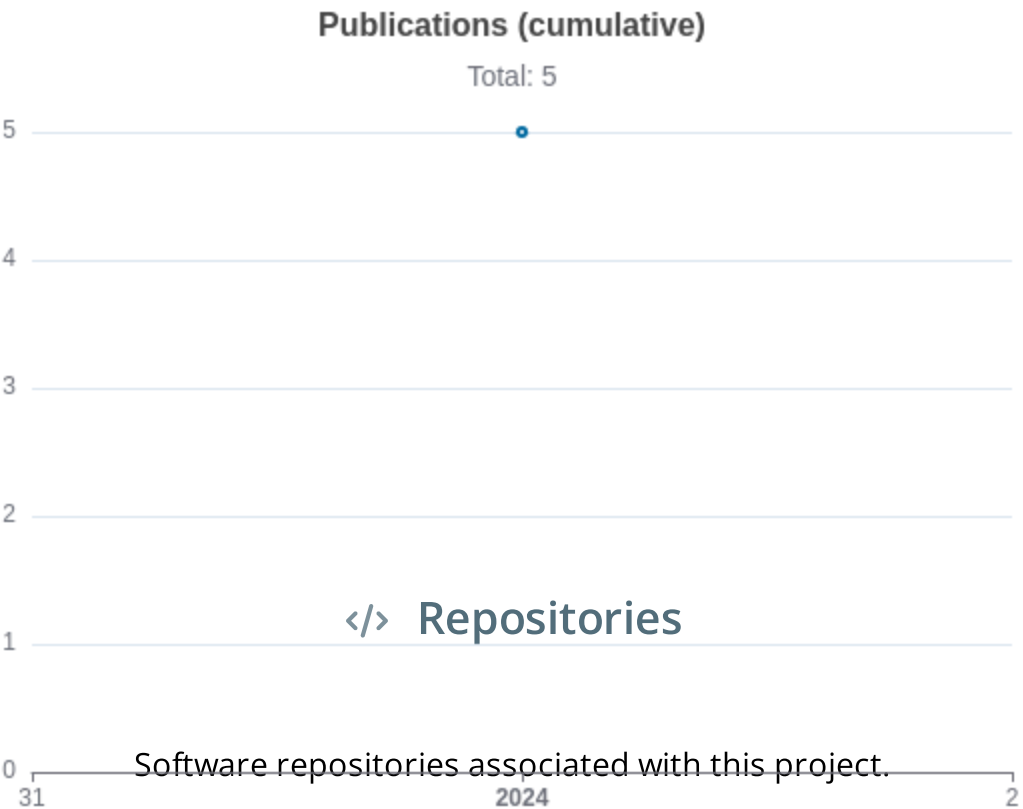 Publications (cumulative)
Total: 5
5
4
3
2
</> Repositories
1
Software repositories associated with this project.
0
31 2024 2